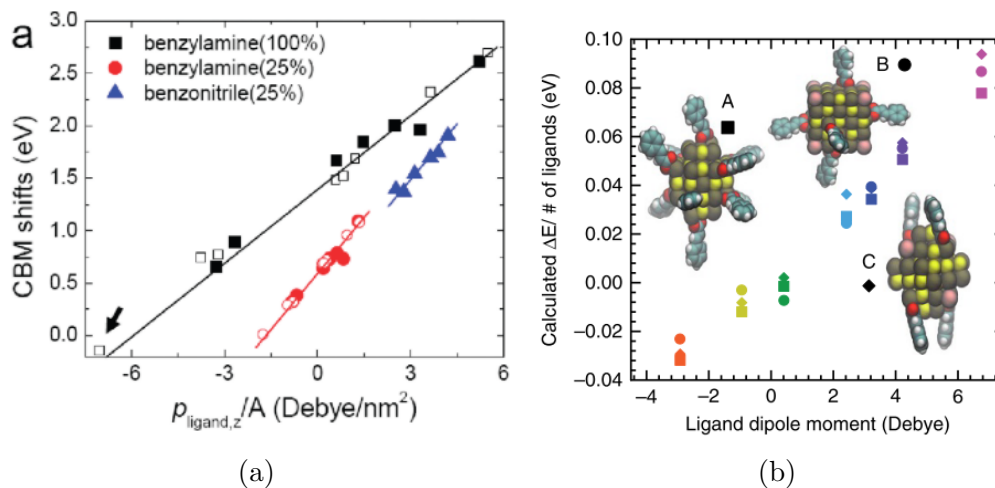 a
benzylamine(100%)
benzylamine(25%)
benzonitrile(25%)
CBM shifts (eV)
3.0
2.5
2.0
1.5
1.0
0.5
0.0
-6 -3 0 3 6
p_ligand,z/A (Debye/nm²)
(a)
Calculated ΔE/ # of ligands (eV)
0.10
0.08
0.06
0.04
0.02
0.00
−0.02
−0.04
A
B
C
−4 −2 0 2 4 6
Ligand dipole moment (Debye)
(b)